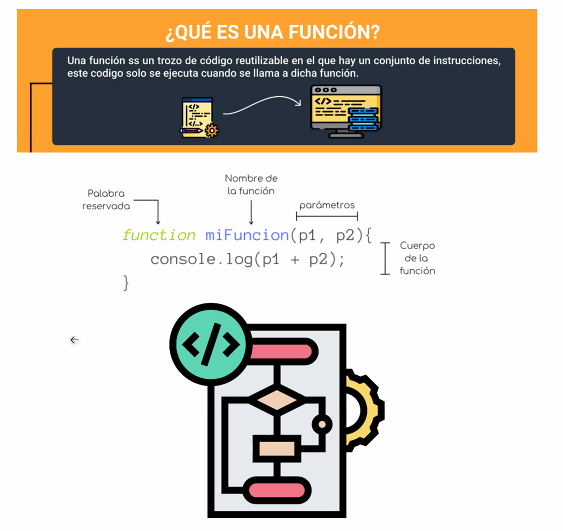 ¿QUÉ ES UNA FUNCIÓN?
Una función ss un trozo de código reutilizable en el que hay un conjunto de instrucciones,
este codigo solo se ejecuta cuando se llama a dicha función.
</>
</>
Palabra
reservada
Nombre de
la función
parámetros
function miFuncion(p1, p2){
console.log(p1 + p2);
}
Cuerpo
de la
función
</>